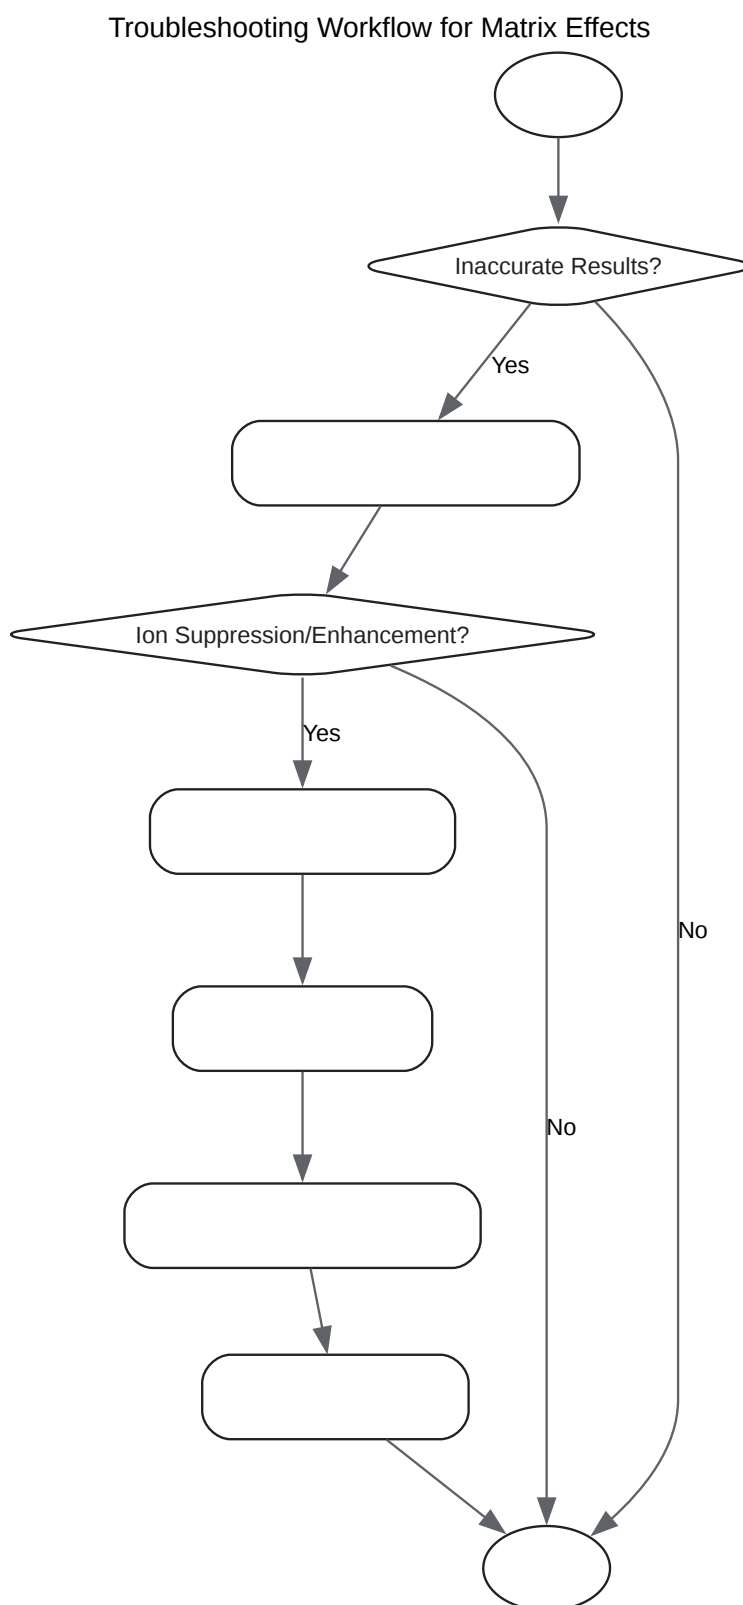 Troubleshooting Workflow for Matrix Effects
Inaccurate Results?
Yes
Ion Suppression/Enhancement?
Yes
No
No